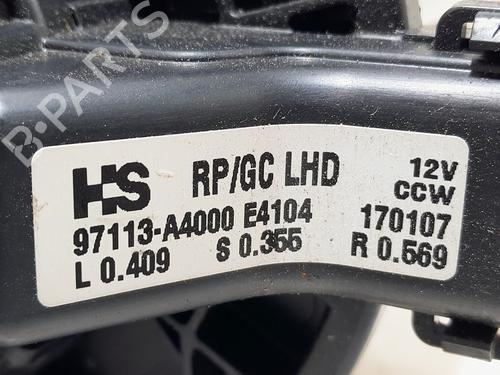 B-PARTS
HS RP/GC LHD 12V
CCW
97113-A4000 E4104 170107
L 0.409 S 0.355 R 0.569